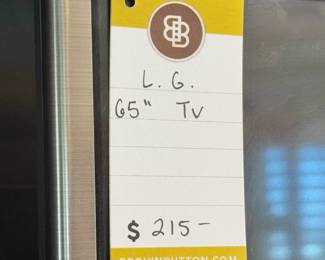 L. G.
65" TV
$ 215-